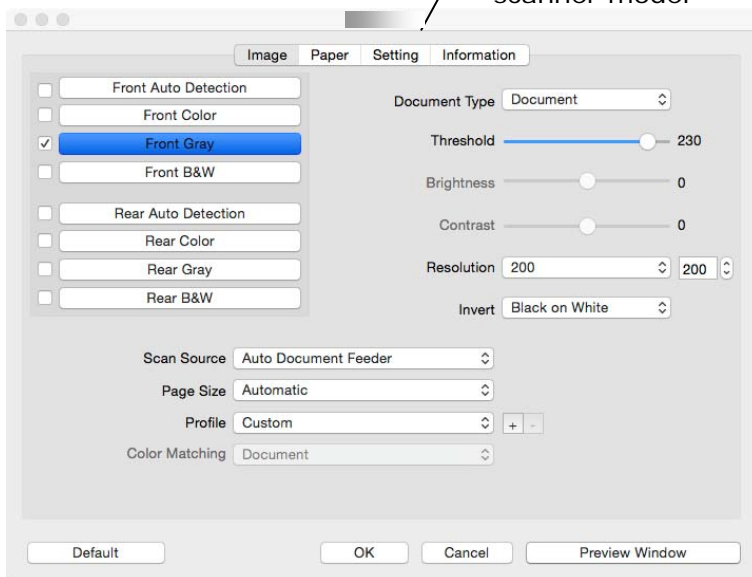 scanner model
Image Paper Setting Information
Front Auto Detection
Front Color
Front Gray
Front B&W
Rear Auto Detection
Rear Color
Rear Gray
Rear B&W
Document Type Document
Threshold 230
Brightness 0
Contrast 0
Resolution 200 200
Invert Black on White
Scan Source Auto Document Feeder
Page Size Automatic
Profile Custom + -
Color Matching Document
Default OK Cancel Preview Window